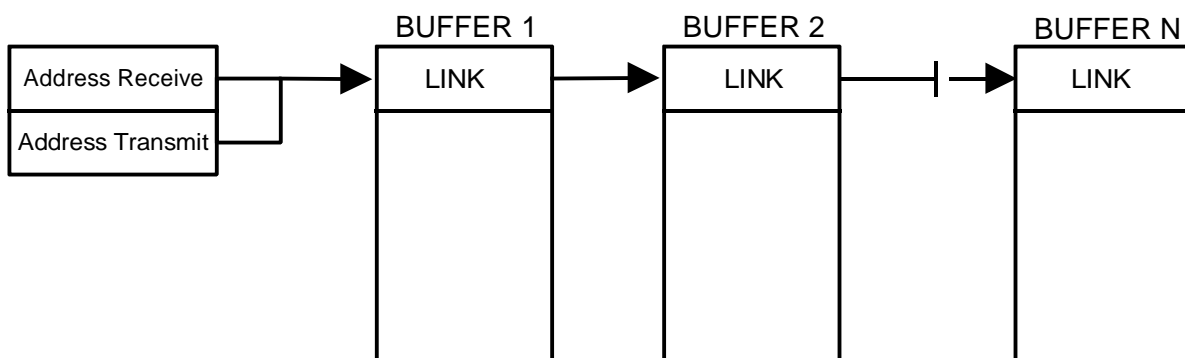 BUFFER 1
BUFFER 2
BUFFER N
Address Receive
LINK
LINK
LINK
Address Transmit